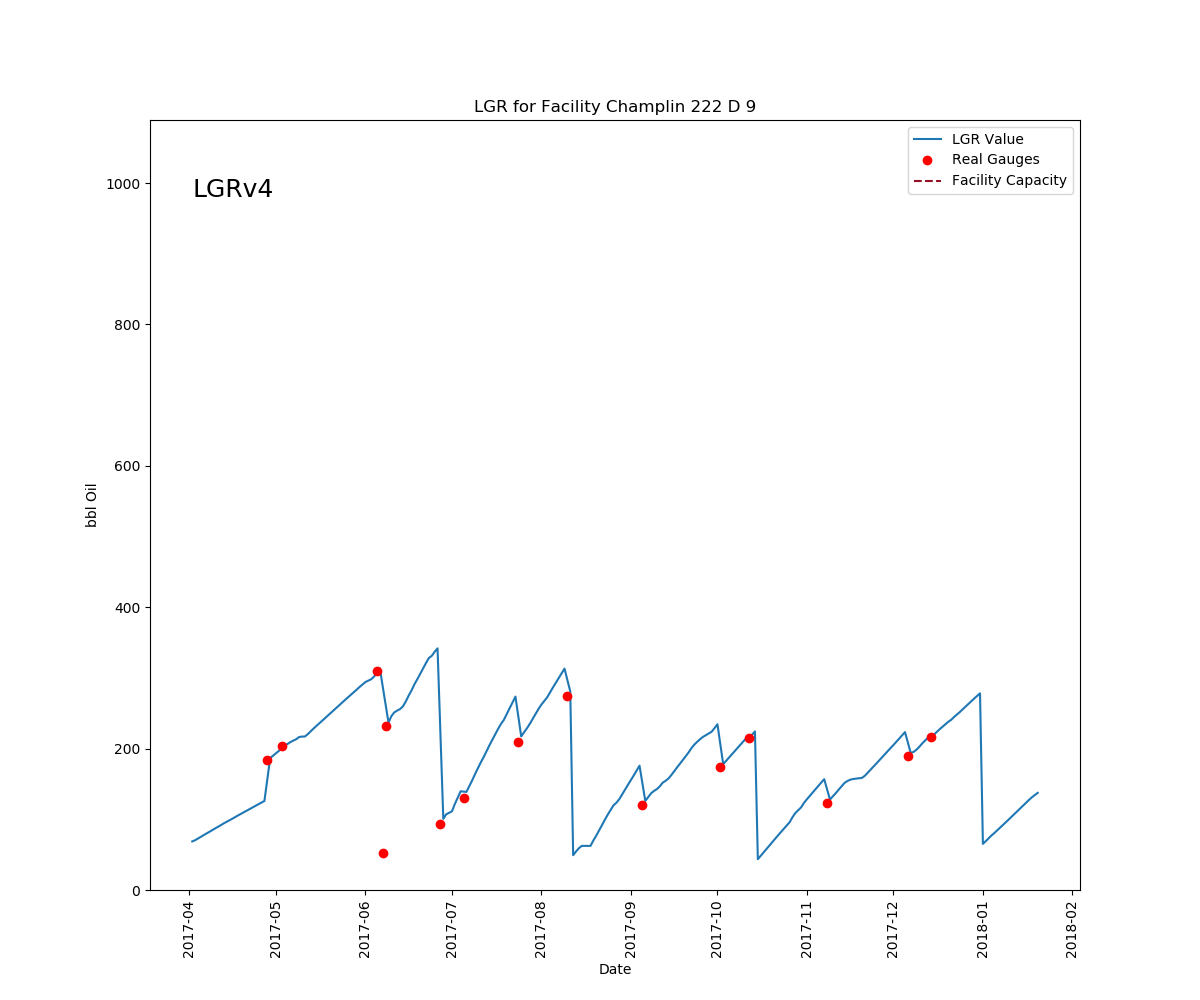 LGR for Facility Champlin 222 D 9
LGRv4
LGR Value
Real Gauges
Facility Capacity
bbl Oil
1000
800
600
400
200
0
2017-04
2017-05
2017-06
2017-07
2017-08
2017-09
2017-10
2017-11
2017-12
2018-01
2018-02
Date